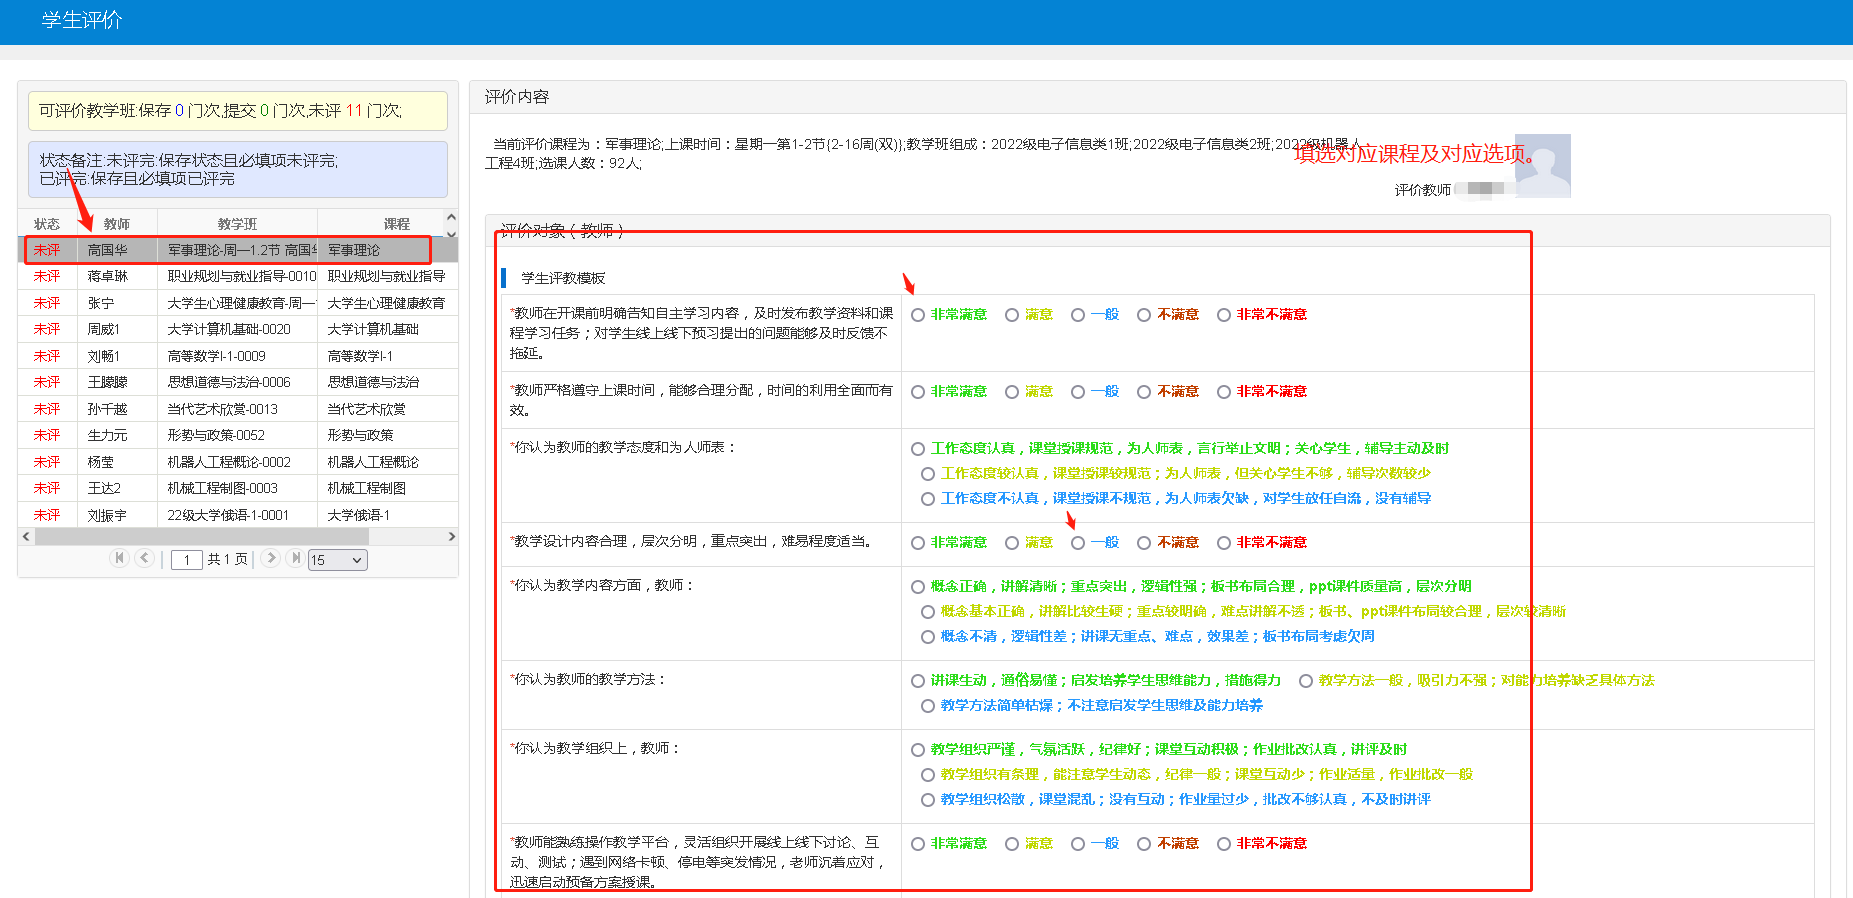 学生评价
可评价教学班:保存 0 门次,提交 0 门次,未评 11 门次;
状态备注:未评完:保存状态且必填项未评完;
已评完:保存且必填项已评完
状态 教师 教学班 课程
未评 高国华 军事理论-周一1.2节 高国华 军事理论
未评 蒋卓琳 职业规划与就业指导-0010 职业规划与就业指导
未评 张宁 大学生心理健康教育-周一 大学生心理健康教育
未评 周威1 大学计算机基础-0020 大学计算机基础
未评 刘畅1 高等数学I-1-0009 高等数学I-1
未评 王朦朦 思想道德与法治-0006 思想道德与法治
未评 孙千越 当代艺术欣赏-0013 当代艺术欣赏
未评 生力元 形势与政策-0052 形势与政策
未评 杨莹 机器人工程概论-0002 机器人工程概论
未评 王达2 机械工程制图-0003 机械工程制图
未评 刘振宇 22级大学俄语-1-0001 大学俄语-1
1 共 1 页 15
评价内容
当前评价课程为：军事理论;上课时间：星期一第1-2节{2-16周(双)};教学班组成：2022级电子信息类1班;2022级电子信息类2班;2022级机器人
工程4班;选课人数：92人;
填选对应课程及对应选项。
评价教师
评价对象（教师）
学生评教模板
*教师在开课前明确告知自主学习内容，及时发布教学资料和课
程学习任务；对学生线上线下预习提出的问题能够及时反馈不
拖延。
非常满意 满意 一般 不满意 非常不满意
*教师严格遵守上课时间，能够合理分配，时间的利用全面而有
效。
非常满意 满意 一般 不满意 非常不满意
*你认为教师的教学态度和为人师表：
工作态度认真，课堂授课规范，为人师表，言行举止文明；关心学生，辅导主动及时
工作态度较认真，课堂授课较规范；为人师表，但关心学生不够，辅导次数较少
工作态度不认真，课堂授课不规范，为人师表欠缺，对学生放任自流，没有辅导
*教学设计内容合理，层次分明，重点突出，难易程度适当。
非常满意 满意 一般 不满意 非常不满意
*你认为教学内容方面，教师：
概念正确，讲解清晰；重点突出，逻辑性强；板书布局合理，ppt课件质量高，层次分明
概念基本正确，讲解比较生硬；重点较明确，难点讲解不透；板书、ppt课件布局较合理，层次较清晰
概念不清，逻辑性差；讲课无重点、难点，效果差；板书布局考虑欠周
*你认为教师的教学方法：
讲课生动，通俗易懂；启发培养学生思维能力，措施得力 教学方法一般，吸引力不强；对能力培养缺乏具体方法
教学方法简单枯燥；不注意启发学生思维及能力培养
*你认为教学组织上，教师：
教学组织严谨，气氛活跃，纪律好；课堂互动积极；作业批改认真，讲评及时
教学组织有条理，能注意学生动态，纪律一般；课堂互动少；作业适量，作业批改一般
教学组织松散，课堂混乱；没有互动；作业量过少，批改不够认真，不及时讲评
*教师能熟练操作教学平台，灵活组织开展线上线下讨论、互
动、测试；遇到网络卡顿、停电等突发情况，老师沉着应对，
迅速启动预备方案授课。
非常满意 满意 一般 不满意 非常不满意